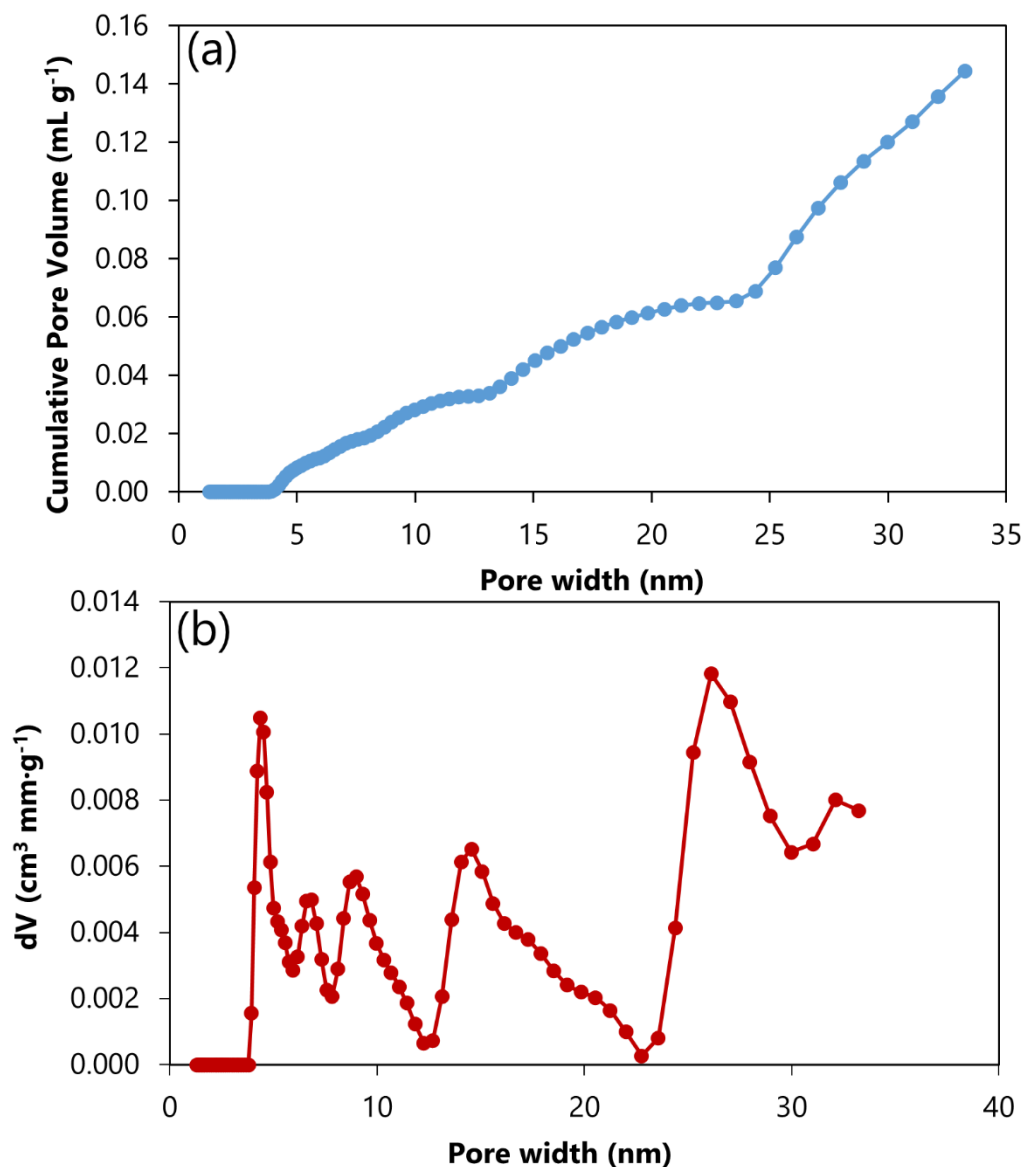 (a)
Cumulative Pore Volume (mL g⁻¹)
0.16
0.14
0.12
0.10
0.08
0.06
0.04
0.02
0.00
0 5 10 15 20 25 30 35
Pore width (nm)
(b)
dV (cm³ mm·g⁻¹)
0.014
0.012
0.010
0.008
0.006
0.004
0.002
0.000
0 10 20 30 40
Pore width (nm)